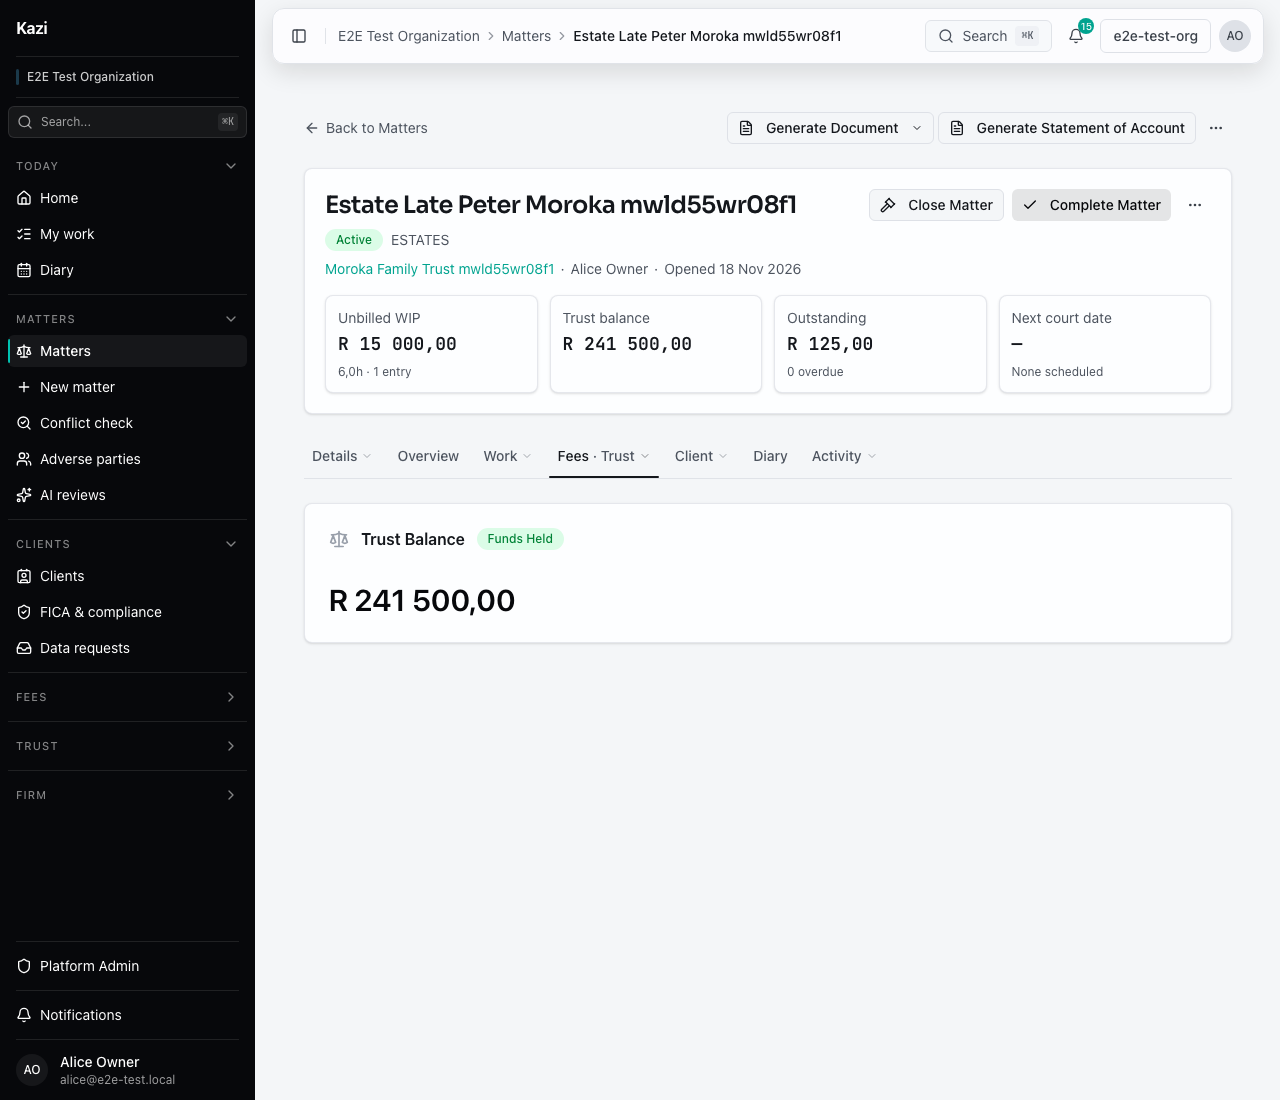 Kazi
E2E Test Organization
Search...
⌘K
TODAY
Home
My work
Diary
MATTERS
Matters
New matter
Conflict check
Adverse parties
AI reviews
CLIENTS
Clients
FICA & compliance
Data requests
FEES
TRUST
FIRM
Platform Admin
Notifications
AO
Alice Owner
alice@e2e-test.local
E2E Test Organization
Matters
Estate Late Peter Moroka mwld55wr08f1
Search ⌘K
15
e2e-test-org
AO
Back to Matters
Generate Document
Generate Statement of Account
Estate Late Peter Moroka mwld55wr08f1
Close Matter
Complete Matter
Active ESTATES
Moroka Family Trust mwld55wr08f1 · Alice Owner · Opened 18 Nov 2026
Unbilled WIP
R 15 000,00
6,0h · 1 entry
Trust balance
R 241 500,00
Outstanding
R 125,00
0 overdue
Next court date
–
None scheduled
Details
Overview
Work
Fees · Trust
Client
Diary
Activity
Trust Balance
Funds Held
R 241 500,00